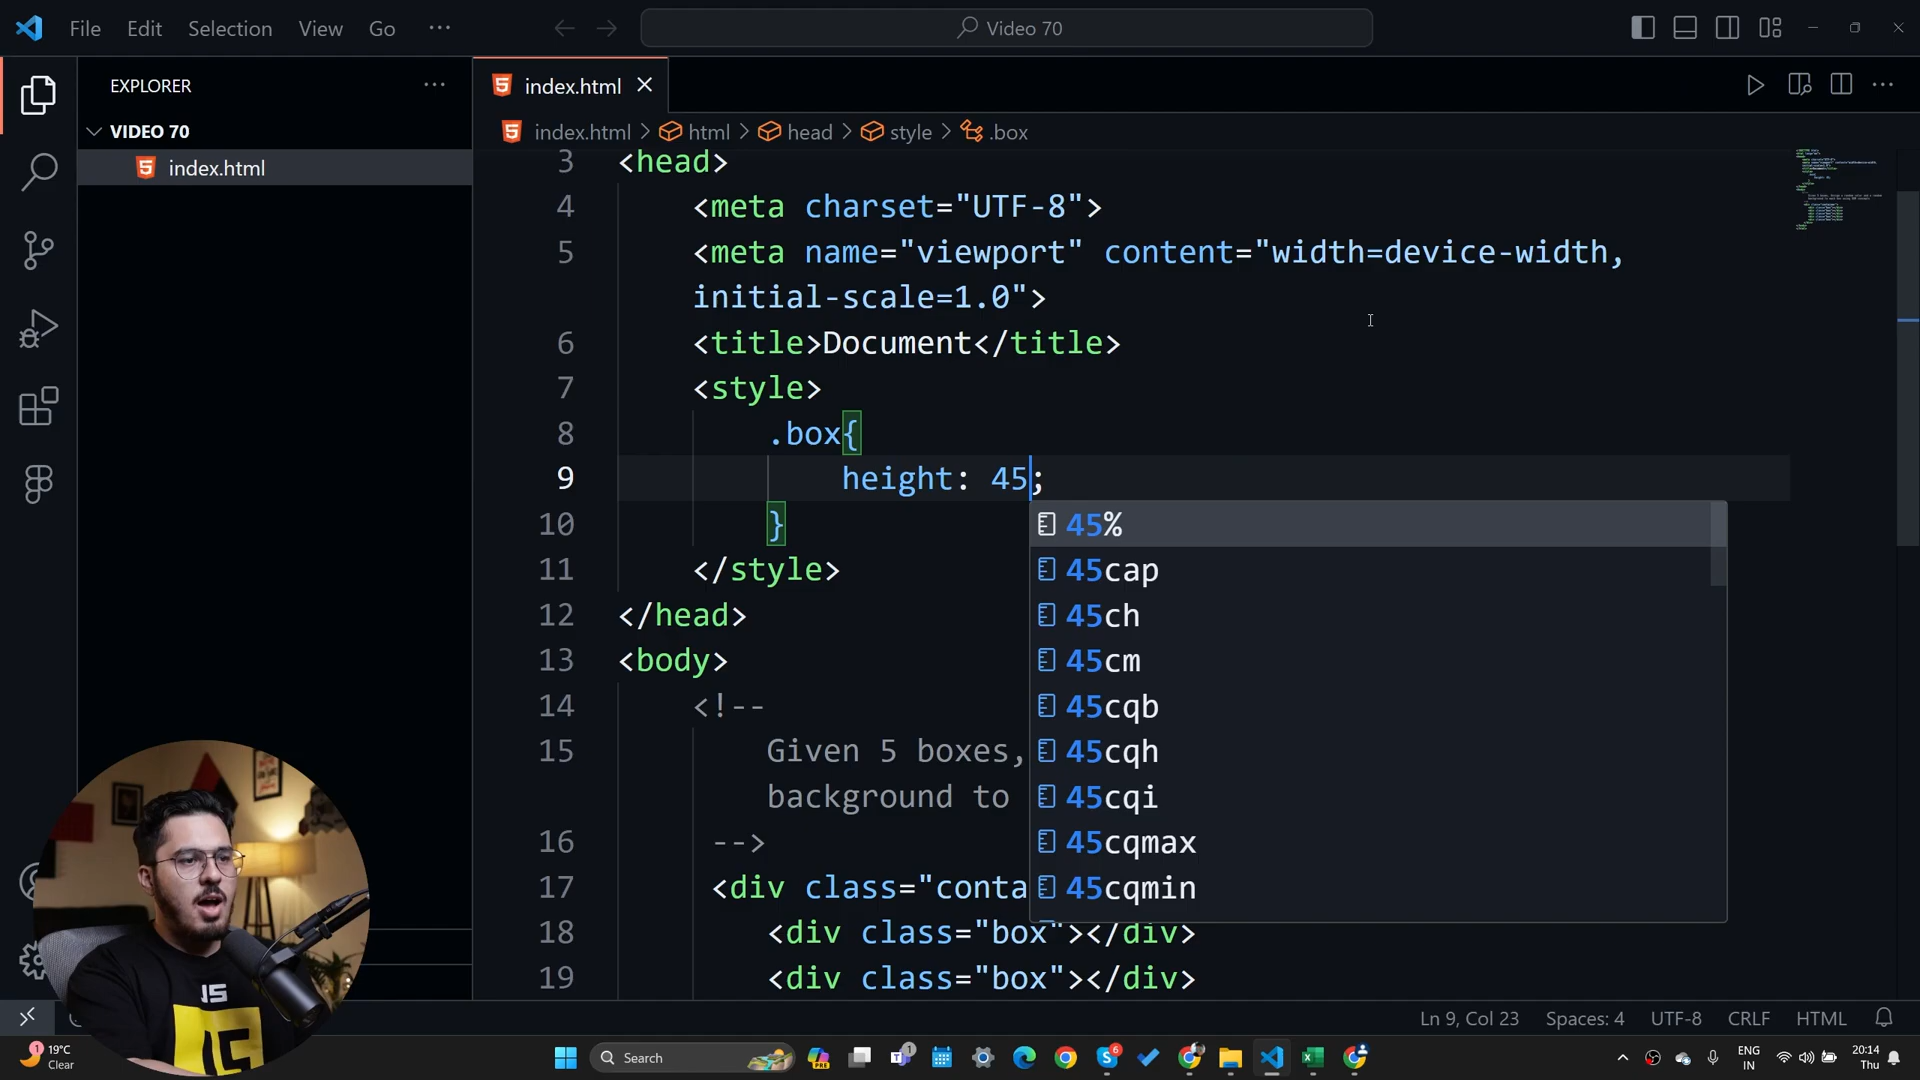 File Edit Selection View Go ···
Video 70
EXPLORER
VIDEO 70
index.html
index.html
index.html > html > head > style > .box
3 <head>
4 <meta charset="UTF-8">
5 <meta name="viewport" content="width=device-width,
initial-scale=1.0">
6 <title>Document</title>
7 <style>
8 .box{
9 height: 45;
10 }
11 </style>
12 </head>
13 <body>
14 <!--
15 Given 5 boxes,
background to
16 -->
17 <div class="conta
18 <div class="box"></div>
19 <div class="box"></div>
45%
45cap
45ch
45cm
45cqb
45cqh
45cqi
45cqmax
45cqmin
JS
Ln 9, Col 23 Spaces: 4 UTF-8 CRLF HTML
1
19°C
Clear
Search
PRE
1
6
ENG
IN
20:14
Thu